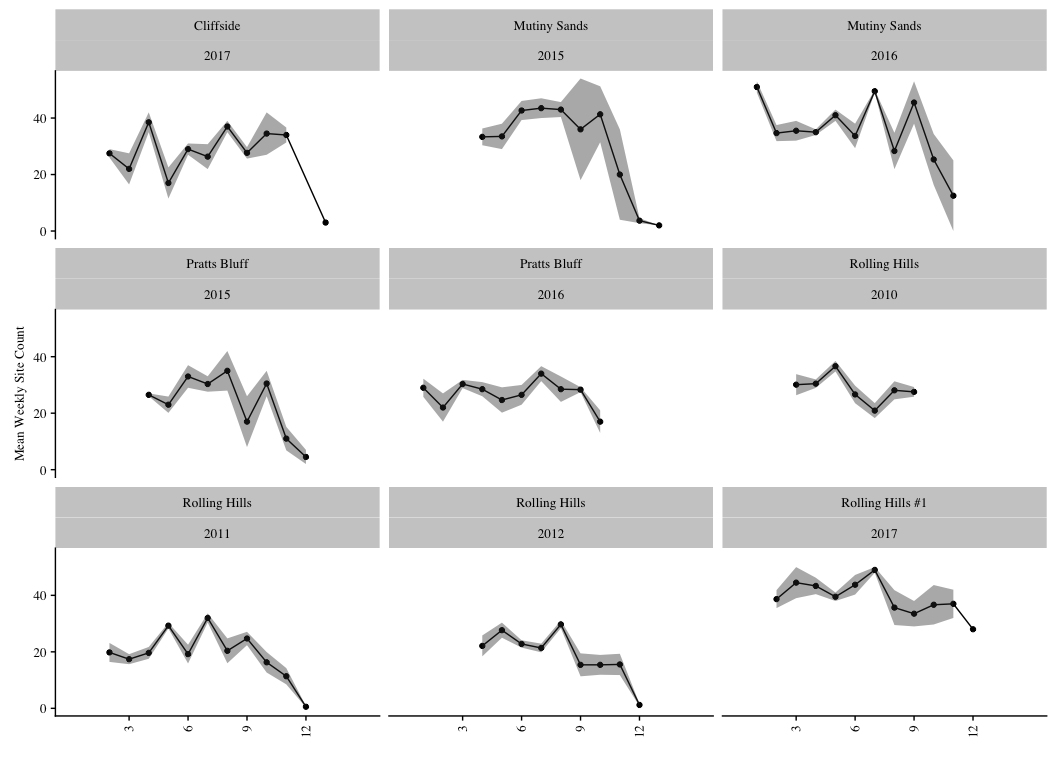 Cliffside
2017
Mutiny Sands
2015
Mutiny Sands
2016
40
20
0
Pratts Bluff
2015
Pratts Bluff
2016
Rolling Hills
2010
Mean Weekly Site Count
40
20
0
Rolling Hills
2011
Rolling Hills
2012
Rolling Hills #1
2017
40
20
0
3 6 9 12
3 6 9 12
3 6 9 12